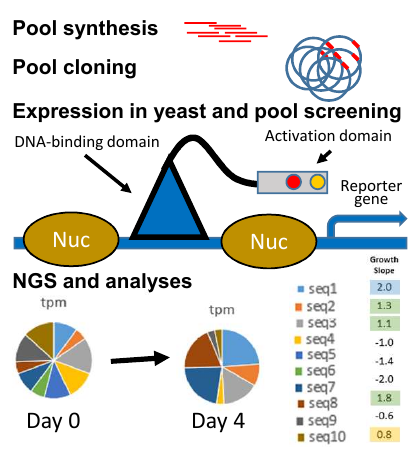 Pool synthesis
Pool cloning
Expression in yeast and pool screening
DNA-binding domain
Activation domain
Reporter
gene
Nuc
Nuc
NGS and analyses
Growth
Slope
tpm
tpm
seq1 2.0
seq2 1.3
seq3 1.1
seq4 -1.0
seq5 -1.4
seq6 -2.0
seq7 1.8
seq8 -0.6
seq9
seq10 0.8
Day 0
Day 4